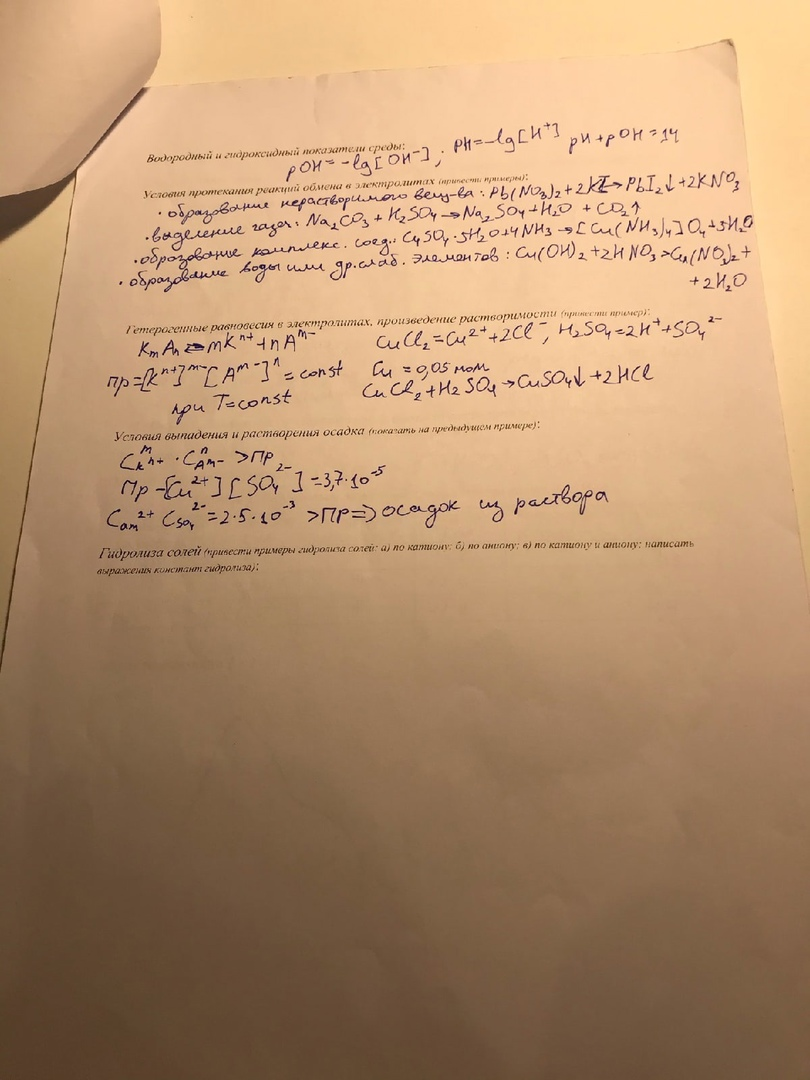 Водородный и гидроксидный показатели среды:
pOH = -lg[OH⁻] ; PH = -lg[H⁺] pH + pOH = 14
Условия протекания реакций обмена в электролитах (привести примеры):
• образование нерастворимого вещ-ва: Pb(NO₃)₂ + 2KI → PbI₂↓ + 2KNO₃
• выделение газа: Na₂CO₃ + H₂SO₄ → Na₂SO₄ + H₂O + CO₂↑
• образование комплекс. соед.: CuSO₄·5H₂O + 4NH₃ → [Cu(NH₃)₄]O₄ + 5H₂O
• образование воды или др. слаб. элементов: Cu(OH)₂ + 2HNO₃ > Cu(NO₃)₂ +
+ 2H₂O
Гетерогенные равновесия в электролитах, произведение растворимости (привести пример):
KmAn ⇄ mKⁿ⁺ + nAᵐ⁻ CuCl₂ = Cu²⁺ + 2Cl⁻, H₂SO₄ = 2H⁺ + SO₄²⁻
Пр = [Kⁿ⁺]ᵐ⁻[Aᵐ⁻]ⁿ = const Cu = 0,05 мол
при T = const CuCl₂ + H₂SO₄ → CuSO₄↓ + 2HCl
Условия выпадения и растворения осадка (показать на предыдущем примере):
Cᵐkⁿ⁺ · CⁿAᵐ⁻ > Пр
Пр - [Cu²⁺][SO₄²⁻] = 3,7·10⁻⁵
Cam²⁺ Cso₄²⁻ = 2·5·10⁻³ > Пр ⇒ осадок из раствора
Гидролиза солей (привести примеры гидролиза солей: а) по катиону; б) по аниону; в) по катиону и аниону; написать
выражения констант гидролиза):